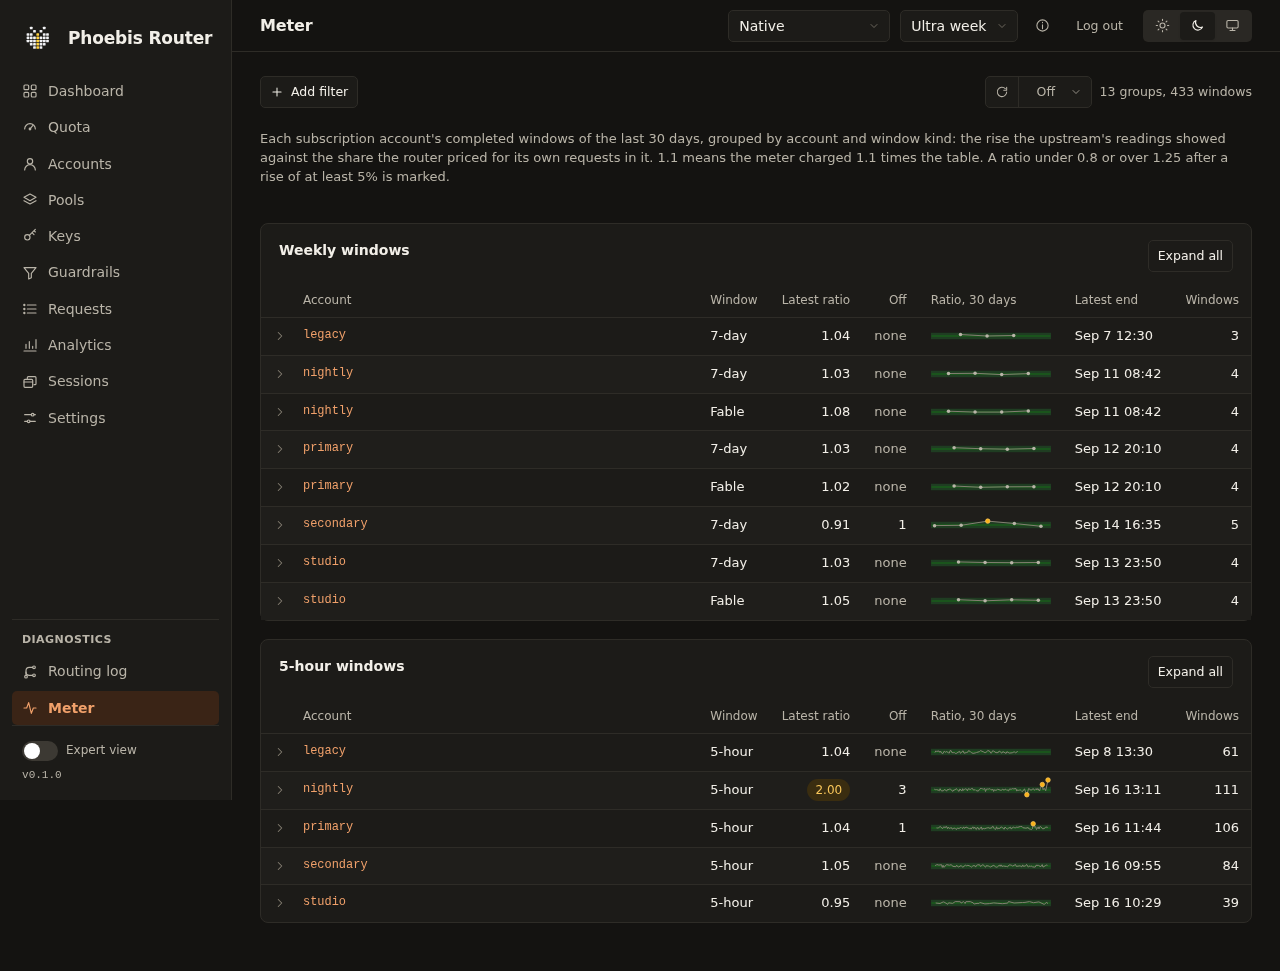 Phoebis Router
Meter
Native
Ultra week
Log out
Dashboard
Quota
Accounts
Pools
Keys
Guardrails
Requests
Analytics
Sessions
Settings
DIAGNOSTICS
Routing log
Meter
Expert view
v0.1.0
Add filter
Off
13 groups, 433 windows
Each subscription account's completed windows of the last 30 days, grouped by account and window kind: the rise the upstream's readings showed
against the share the router priced for its own requests in it. 1.1 means the meter charged 1.1 times the table. A ratio under 0.8 or over 1.25 after a
rise of at least 5% is marked.
Weekly windows
Expand all
Account Window Latest ratio Off Ratio, 30 days Latest end Windows
legacy 7-day 1.04 none Sep 7 12:30 3
nightly 7-day 1.03 none Sep 11 08:42 4
nightly Fable 1.08 none Sep 11 08:42 4
primary 7-day 1.03 none Sep 12 20:10 4
primary Fable 1.02 none Sep 12 20:10 4
secondary 7-day 0.91 1 Sep 14 16:35 5
studio 7-day 1.03 none Sep 13 23:50 4
studio Fable 1.05 none Sep 13 23:50 4
5-hour windows
Expand all
Account Window Latest ratio Off Ratio, 30 days Latest end Windows
legacy 5-hour 1.04 none Sep 8 13:30 61
nightly 5-hour 2.00 3 Sep 16 13:11 111
primary 5-hour 1.04 1 Sep 16 11:44 106
secondary 5-hour 1.05 none Sep 16 09:55 84
studio 5-hour 0.95 none Sep 16 10:29 39